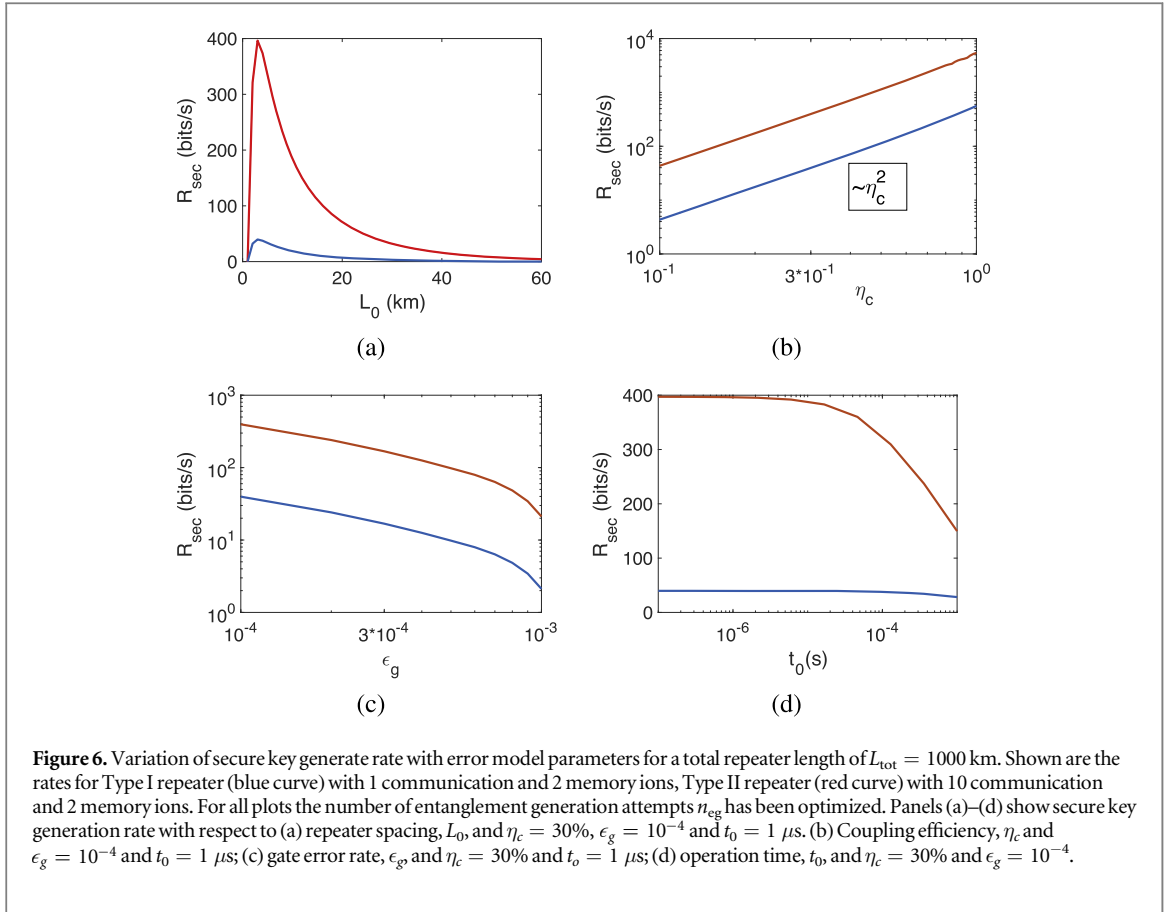 400
300
200
100
0
R_sec (bits/s)
0 20 40 60
L_0 (km)
(a)
10^4
10^2
10^0
R_sec (bits/s)
~η_c^2
10^-1 3*10^-1 10^0
η_c
(b)
10^3
10^2
10^1
10^0
R_sec (bits/s)
10^-4 3*10^-4 10^-3
ϵ_g
(c)
400
300
200
100
0
R_sec (bits/s)
10^-6 10^-4
t_0(s)
(d)
Figure 6. Variation of secure key generate rate with error model parameters for a total repeater length of L_tot = 1000 km. Shown are the
rates for Type I repeater (blue curve) with 1 communication and 2 memory ions, Type II repeater (red curve) with 10 communication
and 2 memory ions. For all plots the number of entanglement generation attempts n_eg has been optimized. Panels (a)–(d) show secure key
generation rate with respect to (a) repeater spacing, L_0, and η_c = 30%, ϵ_g = 10^-4 and t_0 = 1 μs. (b) Coupling efficiency, η_c and
ϵ_g = 10^-4 and t_0 = 1 μs; (c) gate error rate, ϵ_g, and η_c = 30% and t_o = 1 μs; (d) operation time, t_0, and η_c = 30% and ϵ_g = 10^-4.